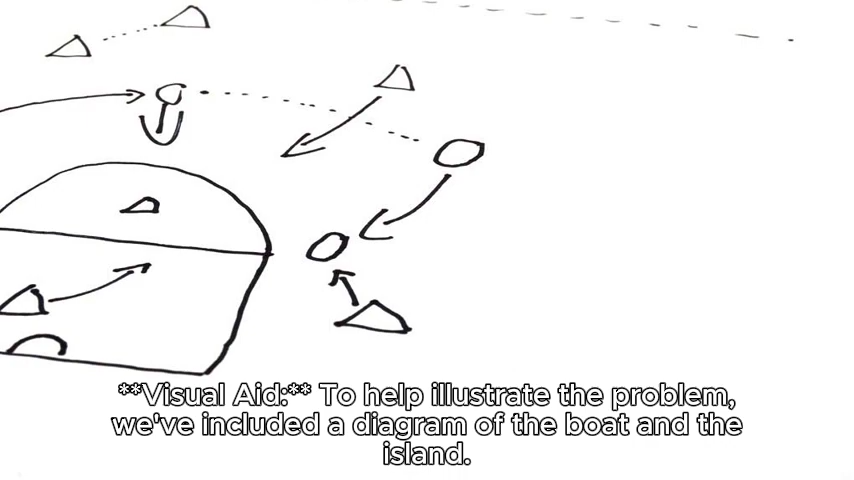 **Visual Aid:** To help illustrate the problem,
we've included a diagram of the boat and the
island.